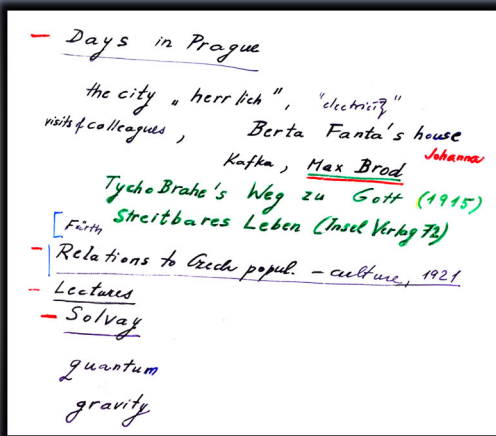 – Days in Prague
the city „herrlich", "electricity"
visits of colleagues, Berta Fanta's house
Kafka, Max Brod Johanna
Tycho Brahe's Weg zu Gott (1915)
[Fürth Streitbares Leben (Insel Verlag 72)
– Relations to Czech popul. – culture, 1921
– Lectures
– Solvay
quantum
gravity